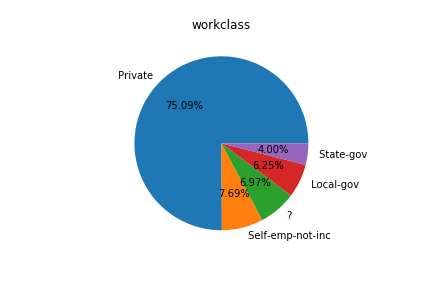 workclass
Private
75.09%
4.00%
State-gov
6.25%
Local-gov
6.97%
?
7.69%
Self-emp-not-inc